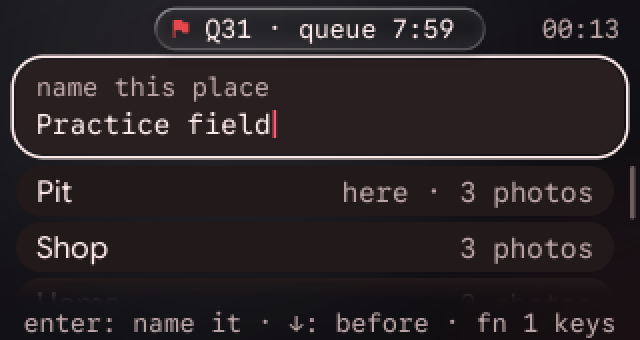 Q31 · queue 7:59
00:13
name this place
Practice field
Pit
here · 3 photos
Shop
3 photos
enter: name it · ↓: before · fn 1 keys